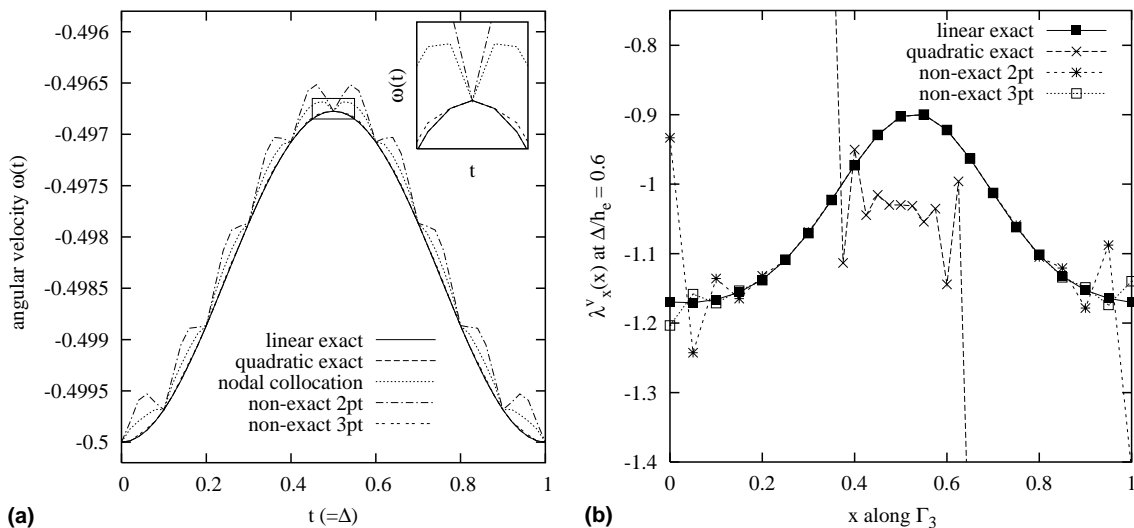 -0.496
-0.4965
-0.497
-0.4975
-0.498
-0.4985
-0.499
-0.4995
-0.5
angular velocity ω(t)
ω(t)
t
linear exact
quadratic exact
nodal collocation
non-exact 2pt
non-exact 3pt
0 0.2 0.4 0.6 0.8 1
t (=Δ)
(a)
-0.8
-0.9
-1
-1.1
-1.2
-1.3
-1.4
λᵛₓ(x) at Δ/hₑ = 0.6
linear exact
quadratic exact
non-exact 2pt
non-exact 3pt
0 0.2 0.4 0.6 0.8 1
x along Γ₃
(b)